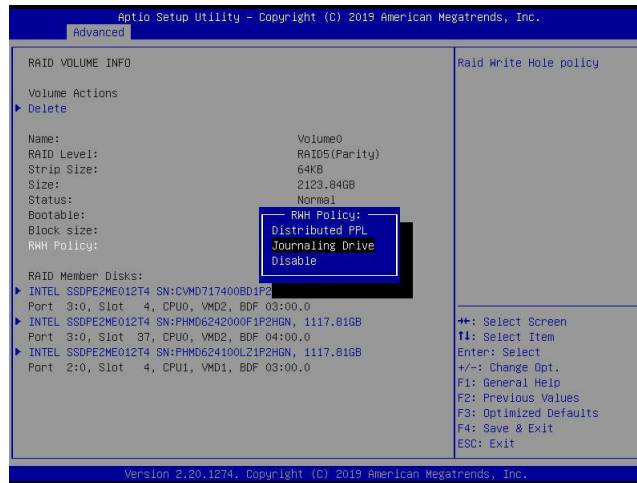 Aptio Setup Utility – Copyright (C) 2019 American Megatrends, Inc.
Advanced
RAID VOLUME INFO
Volume Actions
Delete
Name: Volume0
RAID Level: RAID5(Parity)
Strip Size: 64KB
Size: 2123.84GB
Status: Normal
Bootable:
Block size:
RWH Policy:
RWH Policy:
Distributed PPL
Journaling Drive
Disable
RAID Member Disks:
INTEL SSDPE2ME012T4 SN:CVMD717400BD1P2
Port 3:0, Slot 4, CPU0, VMD2, BDF 03:00.0
INTEL SSDPE2ME012T4 SN:PHMD6242000F1P2HGN, 1117.81GB
Port 3:0, Slot 37, CPU0, VMD2, BDF 04:00.0
INTEL SSDPE2ME012T4 SN:PHMD624100LZ1P2HGN, 1117.81GB
Port 2:0, Slot 4, CPU1, VMD1, BDF 03:00.0
Raid Write Hole policy
→←: Select Screen
↑↓: Select Item
Enter: Select
+/-: Change Opt.
F1: General Help
F2: Previous Values
F3: Optimized Defaults
F4: Save & Exit
ESC: Exit
Version 2.20.1274. Copyright (C) 2019 American Megatrends, Inc.